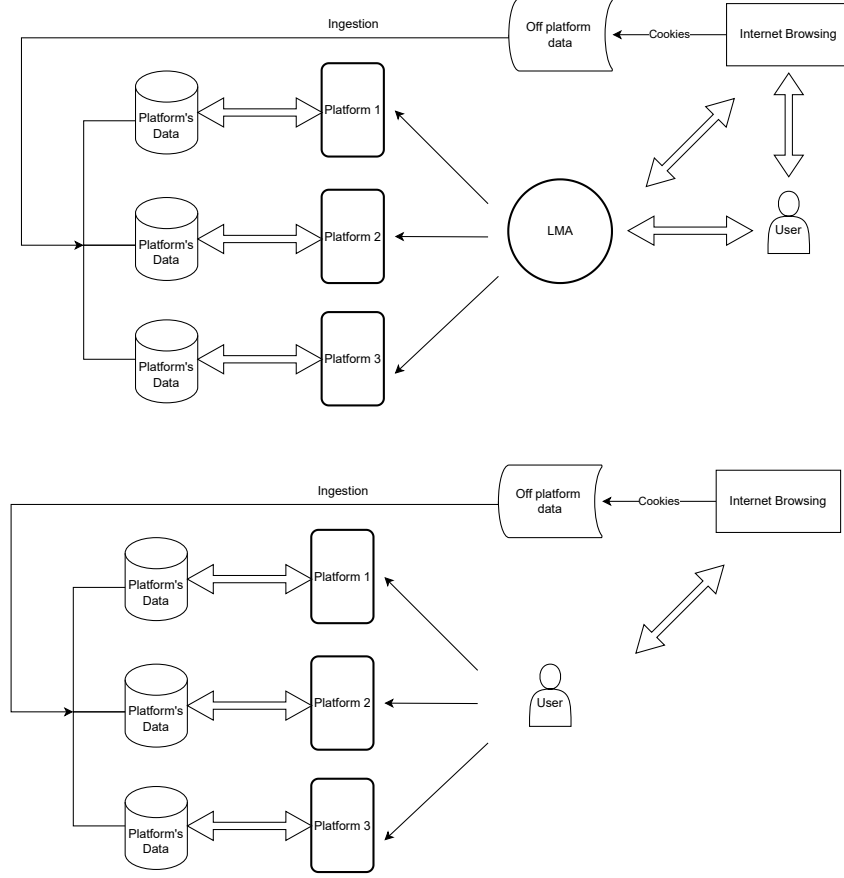 Ingestion
Off platform
data
Cookies
Internet Browsing
Platform's
Data
Platform 1
Platform's
Data
Platform 2
LMA
User
Platform's
Data
Platform 3
Ingestion
Off platform
data
Cookies
Internet Browsing
Platform's
Data
Platform 1
Platform's
Data
Platform 2
User
Platform's
Data
Platform 3